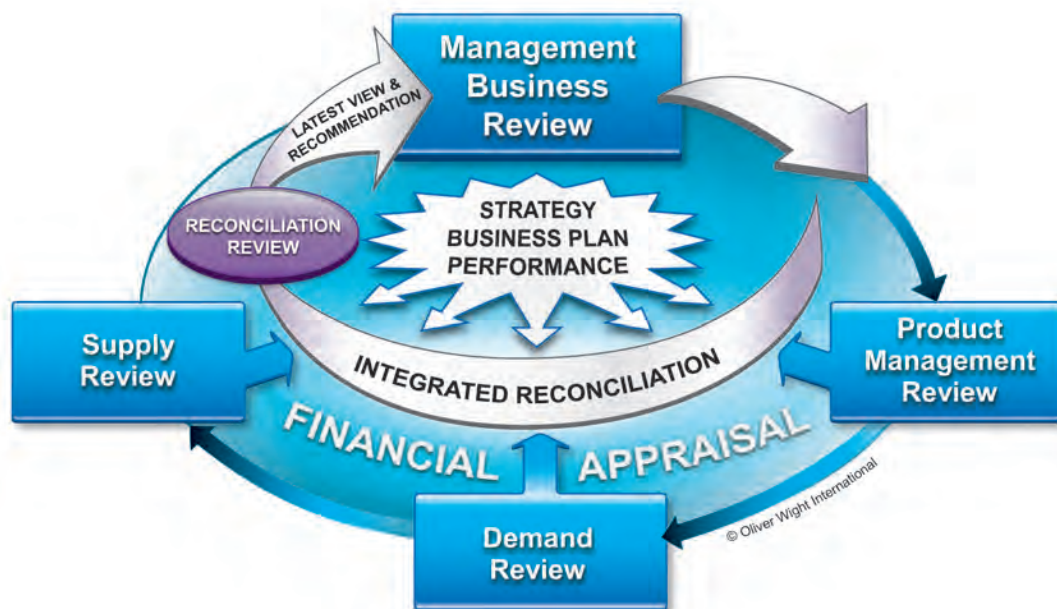 Management
Business
Review
LATEST VIEW &
RECOMMENDATION
RECONCILIATION
REVIEW
STRATEGY
BUSINESS PLAN
PERFORMANCE
Supply
Review
Product
Management
Review
INTEGRATED RECONCILIATION
FINANCIAL APPRAISAL
© Oliver Wight International
Demand
Review